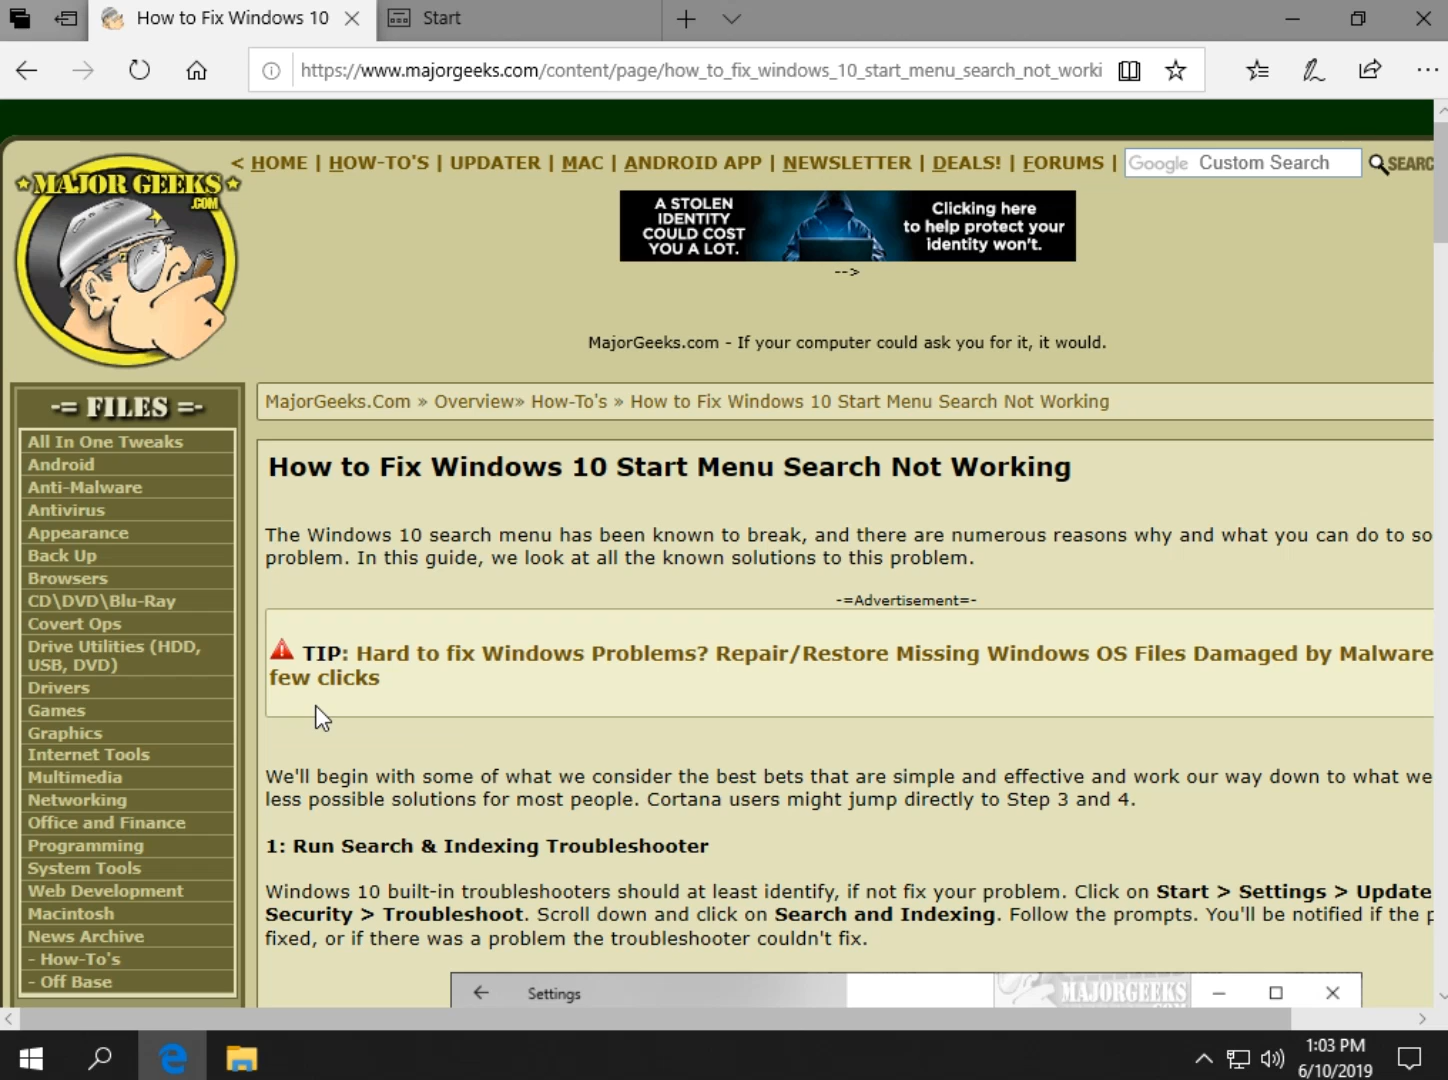 How to Fix Windows 10
Start
https://www.majorgeeks.com/content/page/how_to_fix_windows_10_start_menu_search_not_worki
MAJOR GEEKS
.COM
< HOME | HOW-TO'S | UPDATER | MAC | ANDROID APP | NEWSLETTER | DEALS! | FORUMS |
Google Custom Search
SEARC
A STOLEN
IDENTITY
COULD COST
YOU A LOT.
Clicking here
to help protect your
identity won't.
-->
MajorGeeks.com - If your computer could ask you for it, it would.
-= FILES =-
All In One Tweaks
Android
Anti-Malware
Antivirus
Appearance
Back Up
Browsers
CD\DVD\Blu-Ray
Covert Ops
Drive Utilities (HDD,
USB, DVD)
Drivers
Games
Graphics
Internet Tools
Multimedia
Networking
Office and Finance
Programming
System Tools
Web Development
Macintosh
News Archive
- How-To's
- Off Base
MajorGeeks.Com » Overview» How-To's » How to Fix Windows 10 Start Menu Search Not Working
How to Fix Windows 10 Start Menu Search Not Working
The Windows 10 search menu has been known to break, and there are numerous reasons why and what you can do to so
problem. In this guide, we look at all the known solutions to this problem.
-=Advertisement=-
TIP: Hard to fix Windows Problems? Repair/Restore Missing Windows OS Files Damaged by Malware
few clicks
We'll begin with some of what we consider the best bets that are simple and effective and work our way down to what we
less possible solutions for most people. Cortana users might jump directly to Step 3 and 4.
1: Run Search & Indexing Troubleshooter
Windows 10 built-in troubleshooters should at least identify, if not fix your problem. Click on Start > Settings > Update
Security > Troubleshoot. Scroll down and click on Search and Indexing. Follow the prompts. You'll be notified if the p
fixed, or if there was a problem the troubleshooter couldn't fix.
Settings
MAJORGEEKS
.COM
1:03 PM
6/10/2019